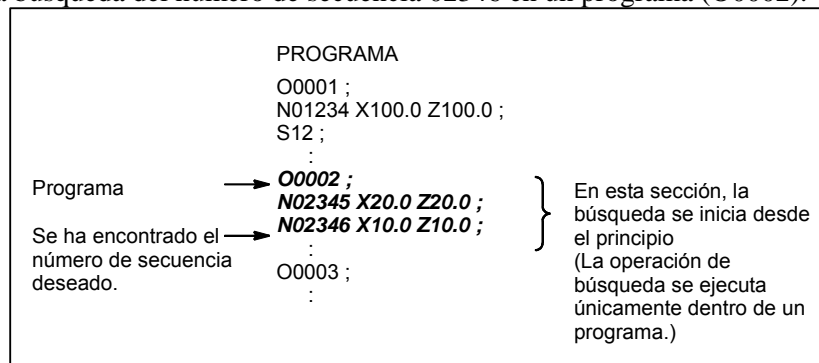 búsqueda del número de secuencia 02346 en un programa (O0002).
PROGRAMA
O0001 ;
N01234 X100.0 Z100.0 ;
S12 ;
:
Programa
O0002 ;
N02345 X20.0 Z20.0 ;
Se ha encontrado el
número de secuencia
deseado.
N02346 X10.0 Z10.0 ;
:
O0003 ;
:
En esta sección, la
búsqueda se inicia desde
el principio
(La operación de
búsqueda se ejecuta
únicamente dentro de un
programa.)